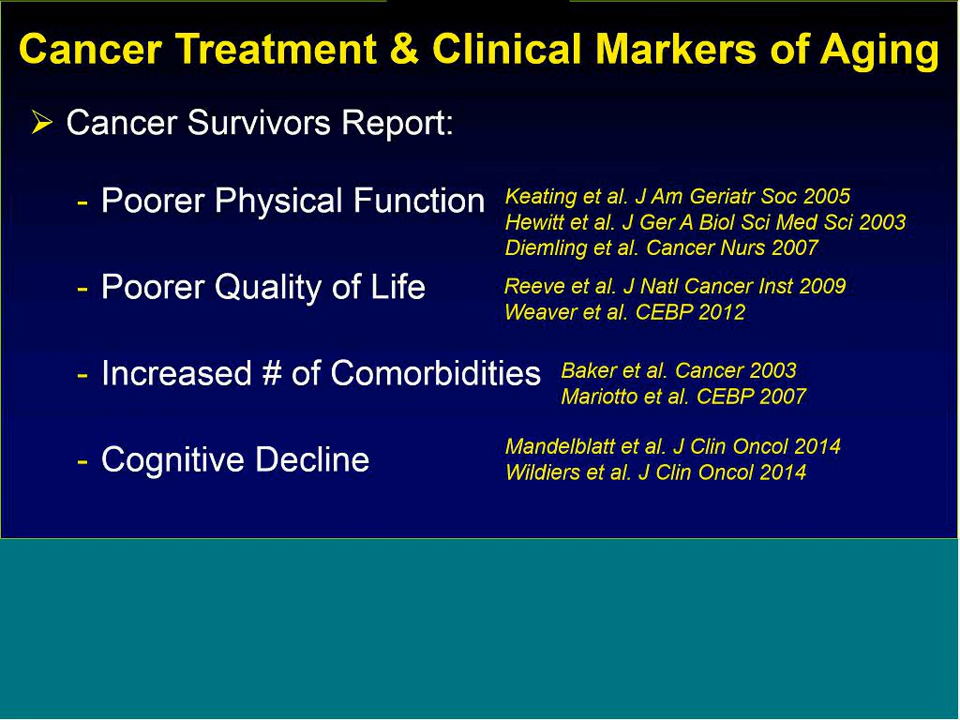 Cancer Treatment & Clinical Markers of Aging
➢ Cancer Survivors Report:
- Poorer Physical Function
Keating et al. J Am Geriatr Soc 2005
Hewitt et al. J Ger A Biol Sci Med Sci 2003
Diemling et al. Cancer Nurs 2007
- Poorer Quality of Life
Reeve et al. J Natl Cancer Inst 2009
Weaver et al. CEBP 2012
- Increased # of Comorbidities
Baker et al. Cancer 2003
Mariotto et al. CEBP 2007
- Cognitive Decline
Mandelblatt et al. J Clin Oncol 2014
Wildiers et al. J Clin Oncol 2014